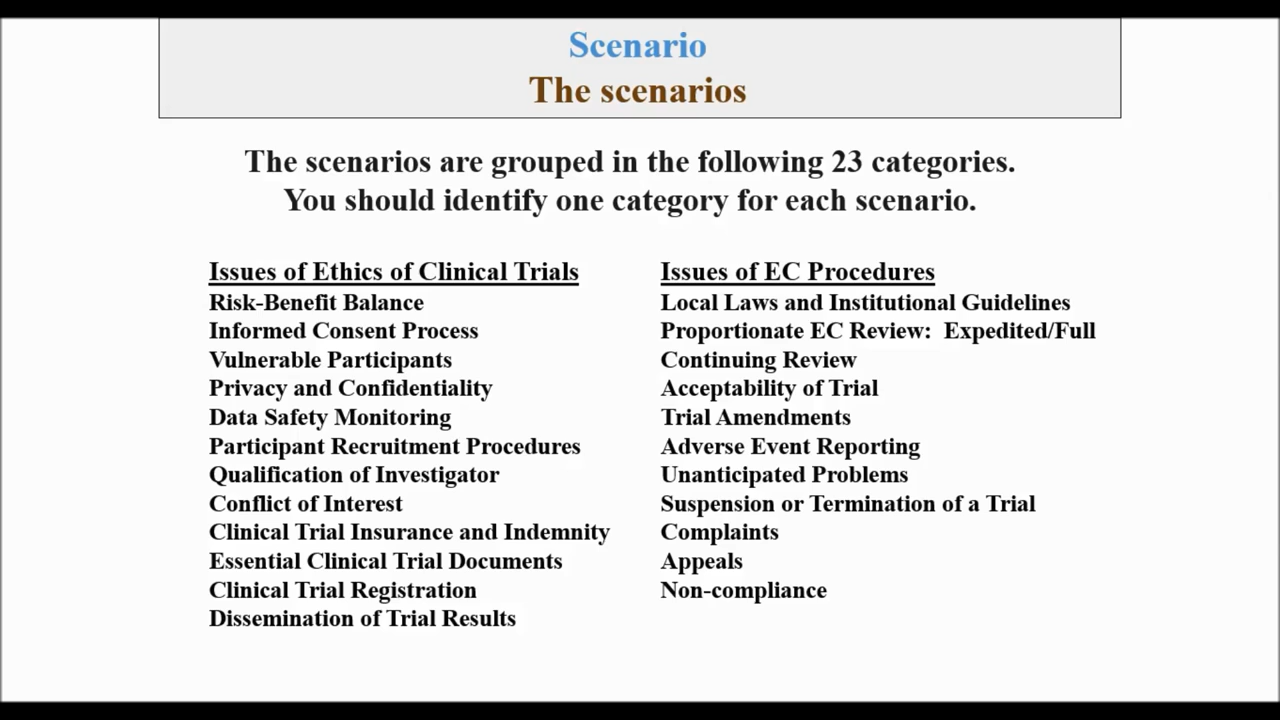 Scenario
The scenarios
The scenarios are grouped in the following 23 categories.
You should identify one category for each scenario.
Issues of Ethics of Clinical Trials
Risk-Benefit Balance
Informed Consent Process
Vulnerable Participants
Privacy and Confidentiality
Data Safety Monitoring
Participant Recruitment Procedures
Qualification of Investigator
Conflict of Interest
Clinical Trial Insurance and Indemnity
Essential Clinical Trial Documents
Clinical Trial Registration
Dissemination of Trial Results
Issues of EC Procedures
Local Laws and Institutional Guidelines
Proportionate EC Review: Expedited/Full
Continuing Review
Acceptability of Trial
Trial Amendments
Adverse Event Reporting
Unanticipated Problems
Suspension or Termination of a Trial
Complaints
Appeals
Non-compliance